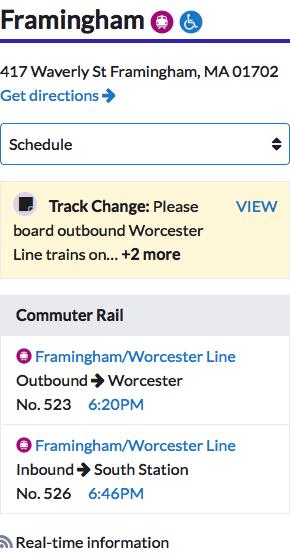 Framingham
417 Waverly St Framingham, MA 01702
Get directions
Schedule
Track Change: Please VIEW
board outbound Worcester
Line trains on... +2 more
Commuter Rail
Framingham/Worcester Line
Outbound Worcester
No. 523 6:20PM
Framingham/Worcester Line
Inbound South Station
No. 526 6:46PM
Real-time information